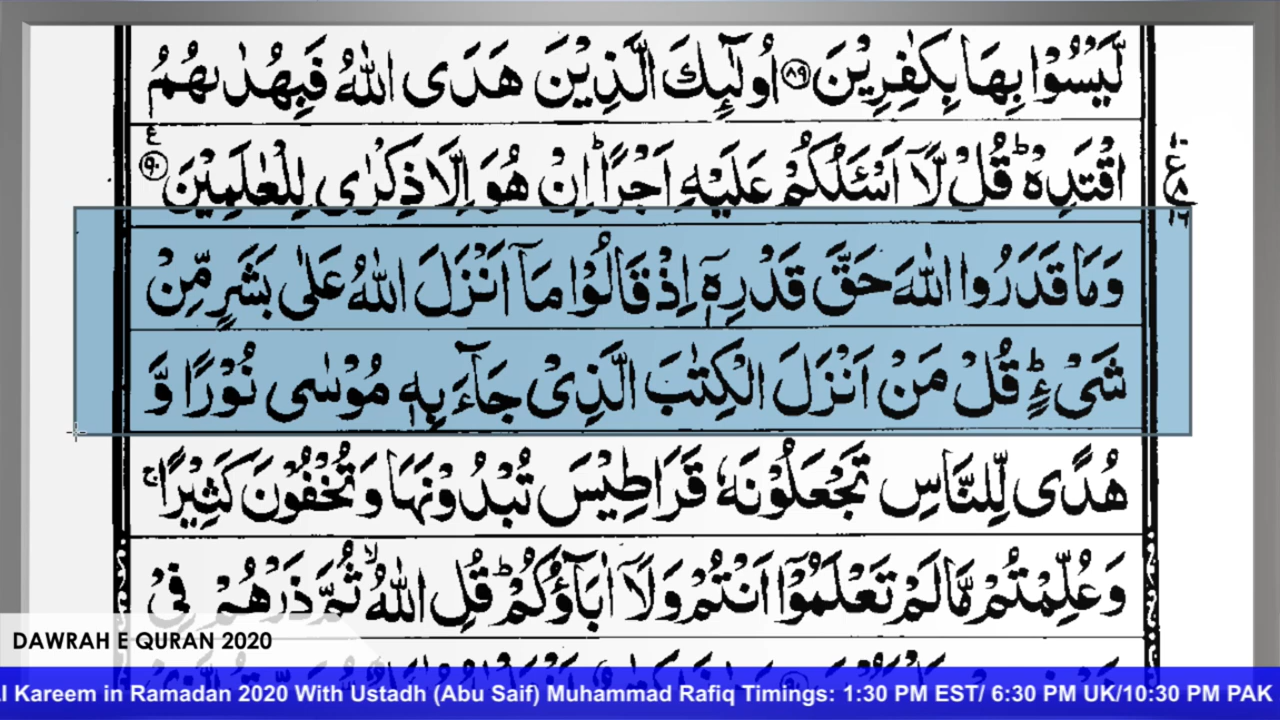 لَّيْسُوْا بِهَا بِكٰفِرِيْنَ ﴿۸۹﴾ اُولٰٓئِكَ الَّذِيْنَ هَدَى اللّٰهُ فَبِهُدٰىهُمُ
اقْتَدِهْ ؕ قُلْ لَّاۤ اَسْـَٔلُكُمْ عَلَيْهِ اَجْرًا ؕ اِنْ هُوَ اِلَّا ذِكْرٰى لِلْعٰلَمِيْنَ ﴿۹۰﴾ ع
وَمَا قَدَرُوا اللّٰهَ حَقَّ قَدْرِهٖۤ اِذْ قَالُوْا مَاۤ اَنْزَلَ اللّٰهُ عَلٰى بَشَرٍ مِّنْ
شَیْءٍ ؕ قُلْ مَنْ اَنْزَلَ الْكِتٰبَ الَّذِیْ جَآءَ بِهٖ مُوْسٰى نُوْرًا وَّ
هُدًى لِّلنَّاسِ تَجْعَلُوْنَهٗ قَرَاطِيْسَ تُبْدُوْنَهَا وَتُخْفُوْنَ كَثِيْرًا ۚ
وَعُلِّمْتُمْ مَّا لَمْ تَعْلَمُوْۤا اَنْتُمْ وَلَاۤ اٰبَآؤُكُمْ ؕ قُلِ اللّٰهُ ۙ ثُمَّ ذَرْهُمْ فِیْ
DAWRAH E QURAN 2020
l Kareem in Ramadan 2020 With Ustadh (Abu Saif) Muhammad Rafiq Timings: 1:30 PM EST/ 6:30 PM UK/10:30 PM PAK